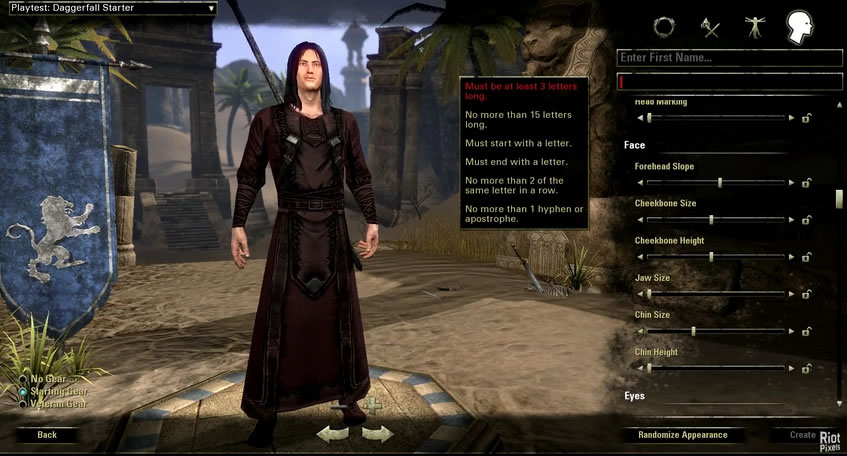 Playtest: Daggerfall Starter
Enter First Name...
Must be at least 3 letters
long.
No more than 15 letters
long.
Must start with a letter.
Must end with a letter.
No more than 2 of the
same letter in a row.
No more than 1 hyphen or
apostrophe.
Head Marking
Face
Forehead Slope
Cheekbone Size
Cheekbone Height
Jaw Size
Chin Size
Chin Height
Eyes
No Gear
Starting Gear
Veteran Gear
Back
Randomize Appearance
Create
Riot
Pixels